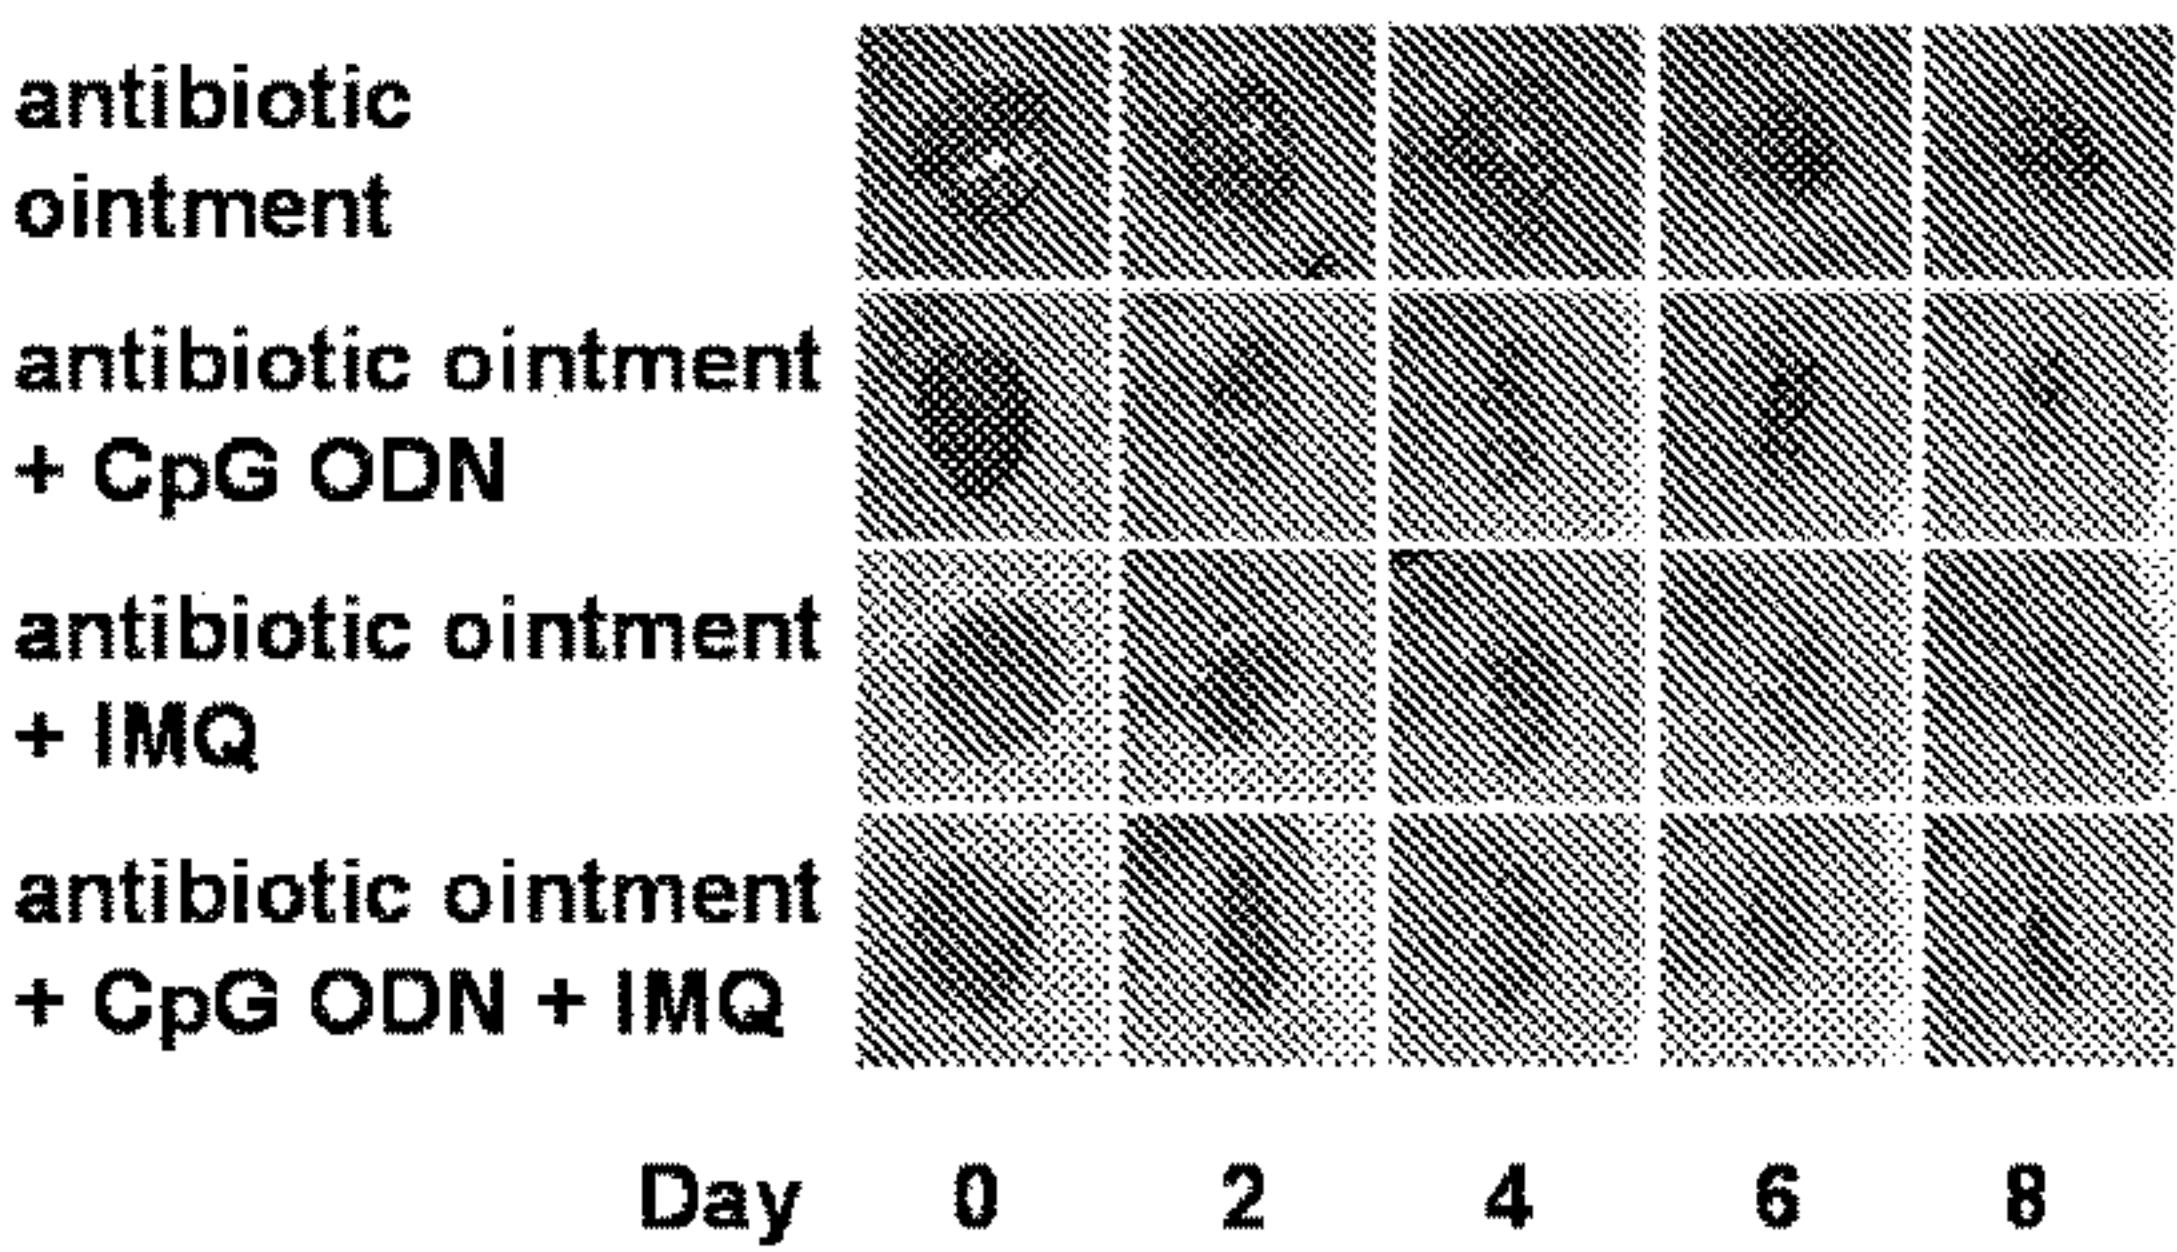 antibiotic
ointment
antibiotic ointment
+ CpG ODN
antibiotic ointment
+ IMQ
antibiotic ointment
+ CpG ODN + IMQ
Day 0 2 4 6 8